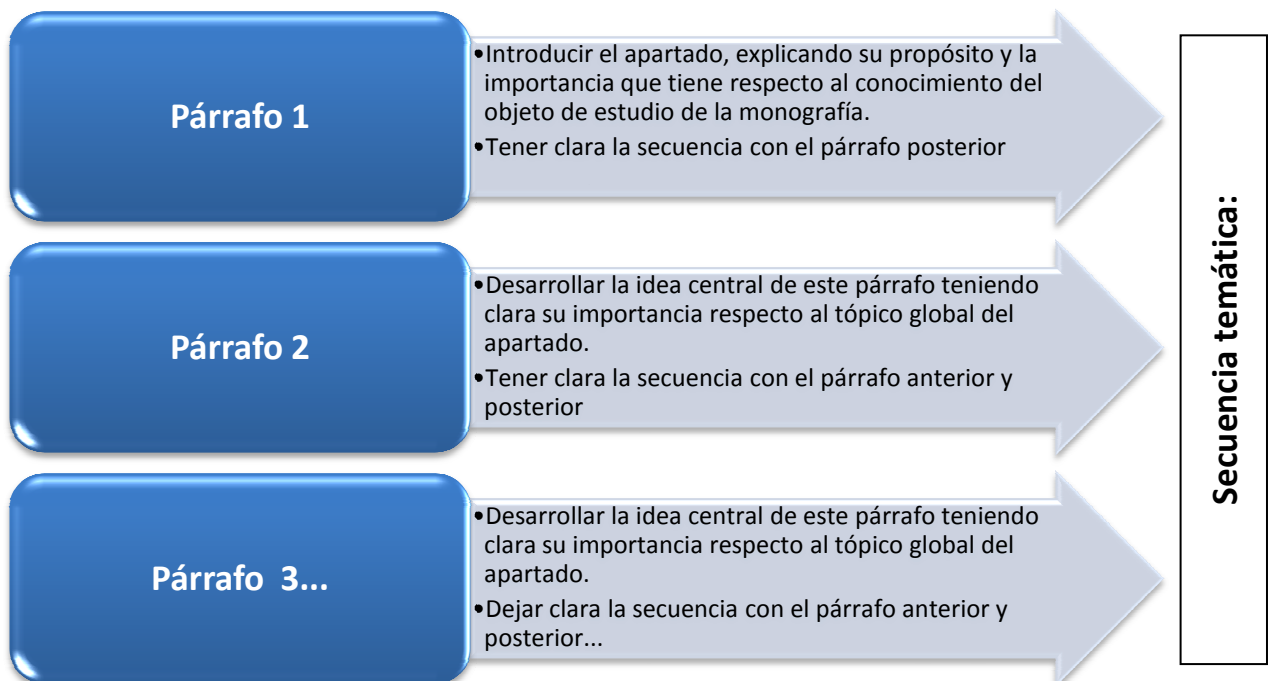 Párrafo 1
•Introducir el apartado, explicando su propósito y la
importancia que tiene respecto al conocimiento del
objeto de estudio de la monografía.
•Tener clara la secuencia con el párrafo posterior
Párrafo 2
•Desarrollar la idea central de este párrafo teniendo
clara su importancia respecto al tópico global del
apartado.
•Tener clara la secuencia con el párrafo anterior y
posterior
Párrafo 3...
•Desarrollar la idea central de este párrafo teniendo
clara su importancia respecto al tópico global del
apartado.
•Dejar clara la secuencia con el párrafo anterior y
posterior...
Secuencia temática: